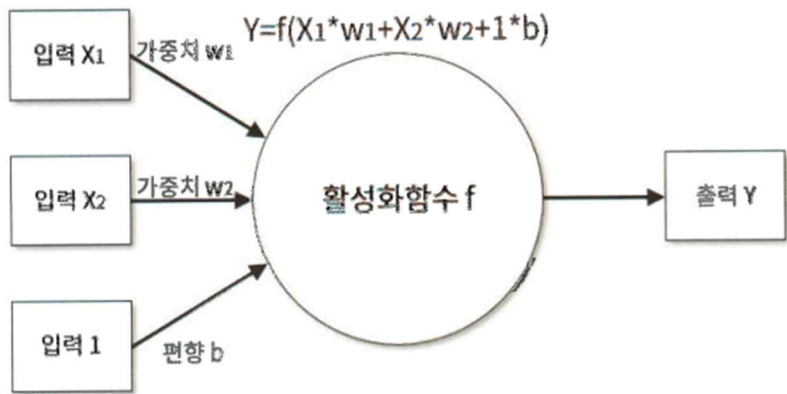 Y=f(X1*w1+X2*w2+1*b)
입력 X1
가중치 w1
입력 X2
가중치 w2
활성화함수 f
출력 Y
입력 1
편향 b